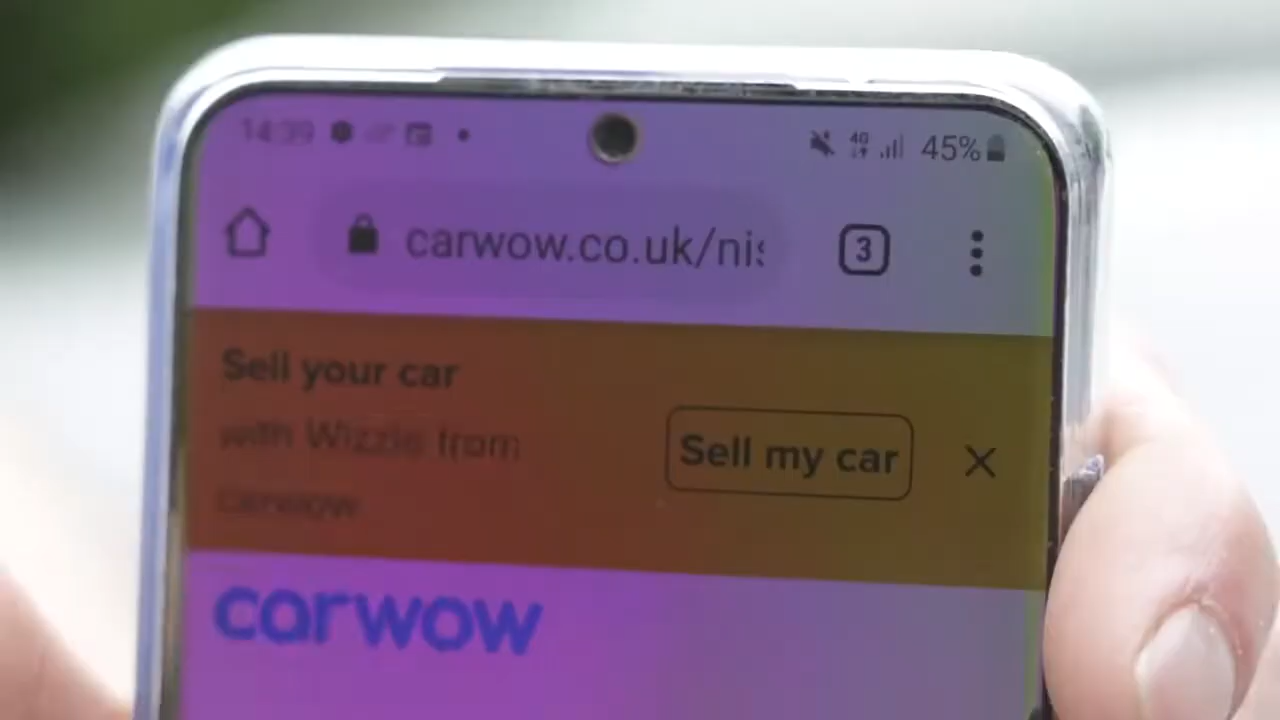 14:39
4G
45%
carwow.co.uk/nis
3
Sell your car
with Wizzle from
carwow
Sell my car
carwow